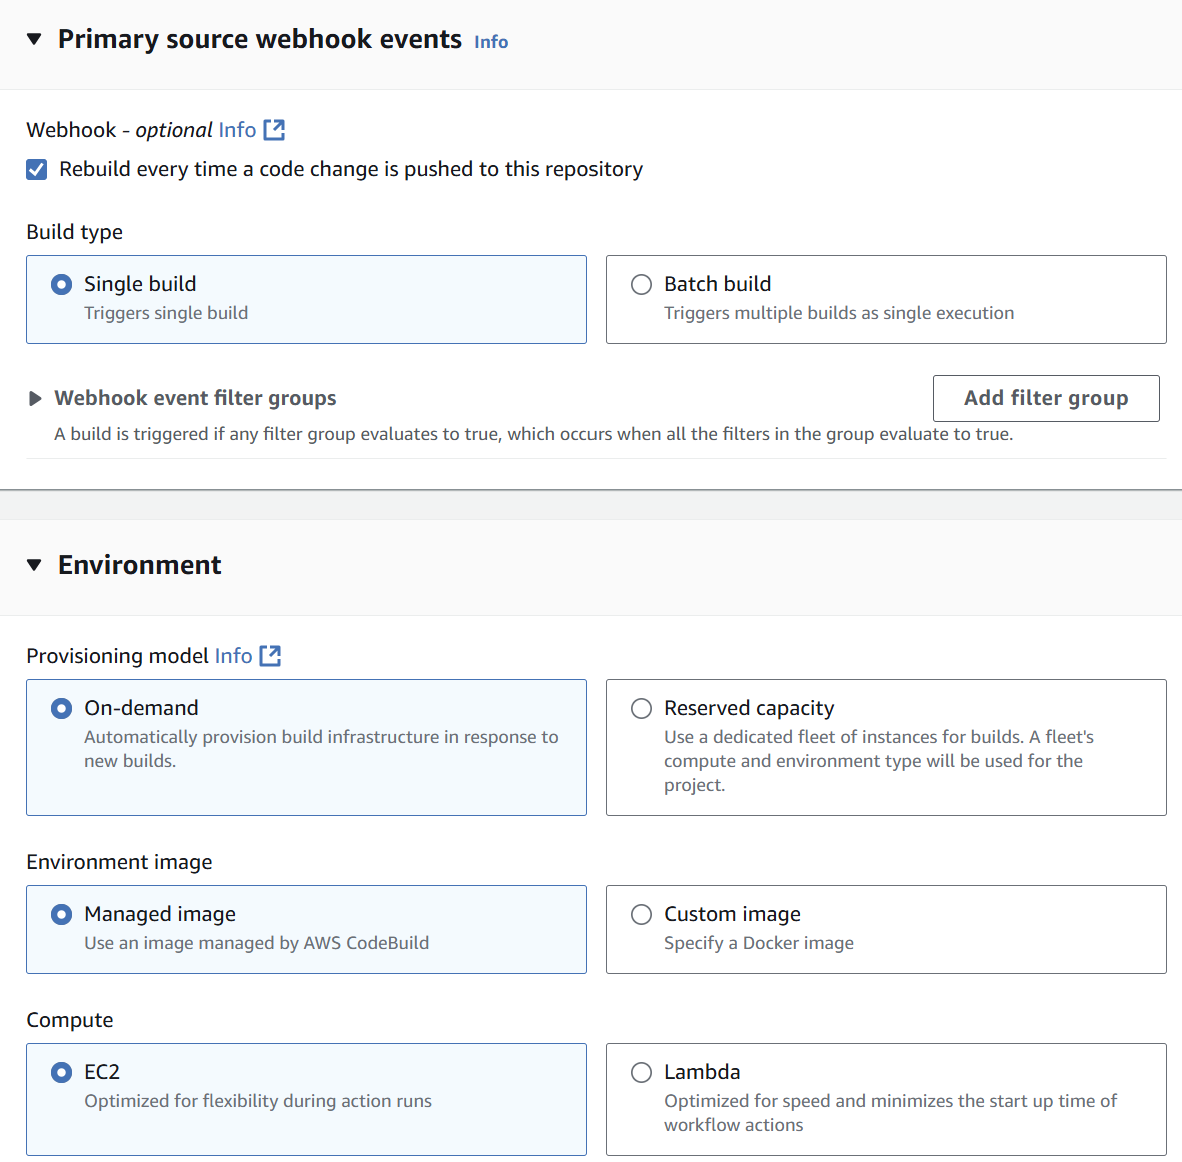 Primary source webhook events Info
Webhook - optional Info
Rebuild every time a code change is pushed to this repository
Build type
Single build
Triggers single build
Batch build
Triggers multiple builds as single execution
Webhook event filter groups
Add filter group
A build is triggered if any filter group evaluates to true, which occurs when all the filters in the group evaluate to true.
Environment
Provisioning model Info
On-demand
Automatically provision build infrastructure in response to
new builds.
Reserved capacity
Use a dedicated fleet of instances for builds. A fleet's
compute and environment type will be used for the
project.
Environment image
Managed image
Use an image managed by AWS CodeBuild
Custom image
Specify a Docker image
Compute
EC2
Optimized for flexibility during action runs
Lambda
Optimized for speed and minimizes the start up time of
workflow actions